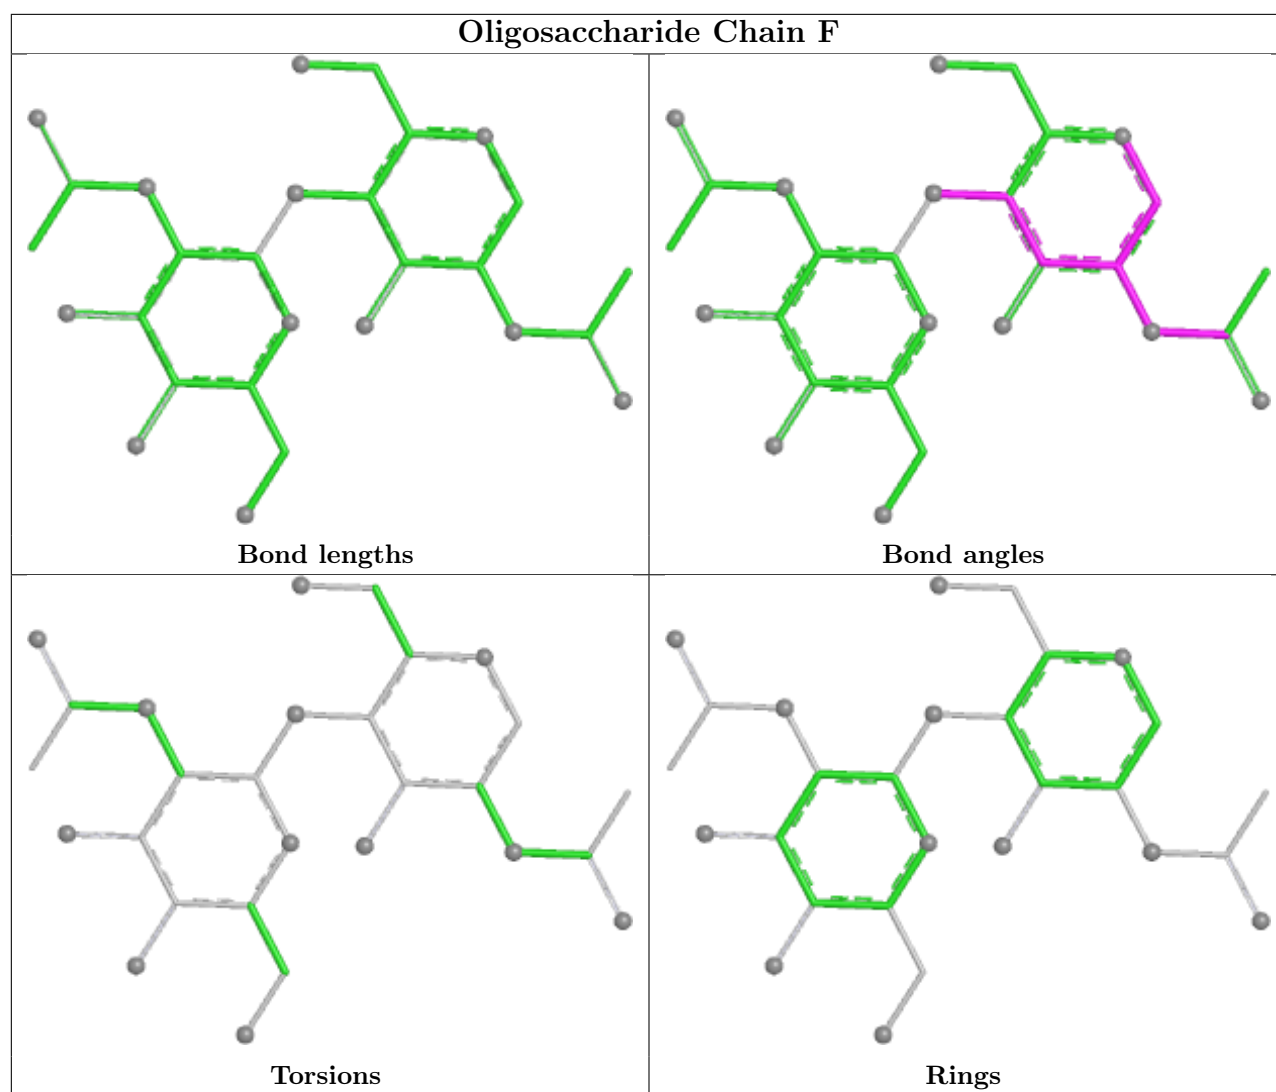 Oligosaccharide Chain F
Bond lengths
Bond angles
Torsions
Rings